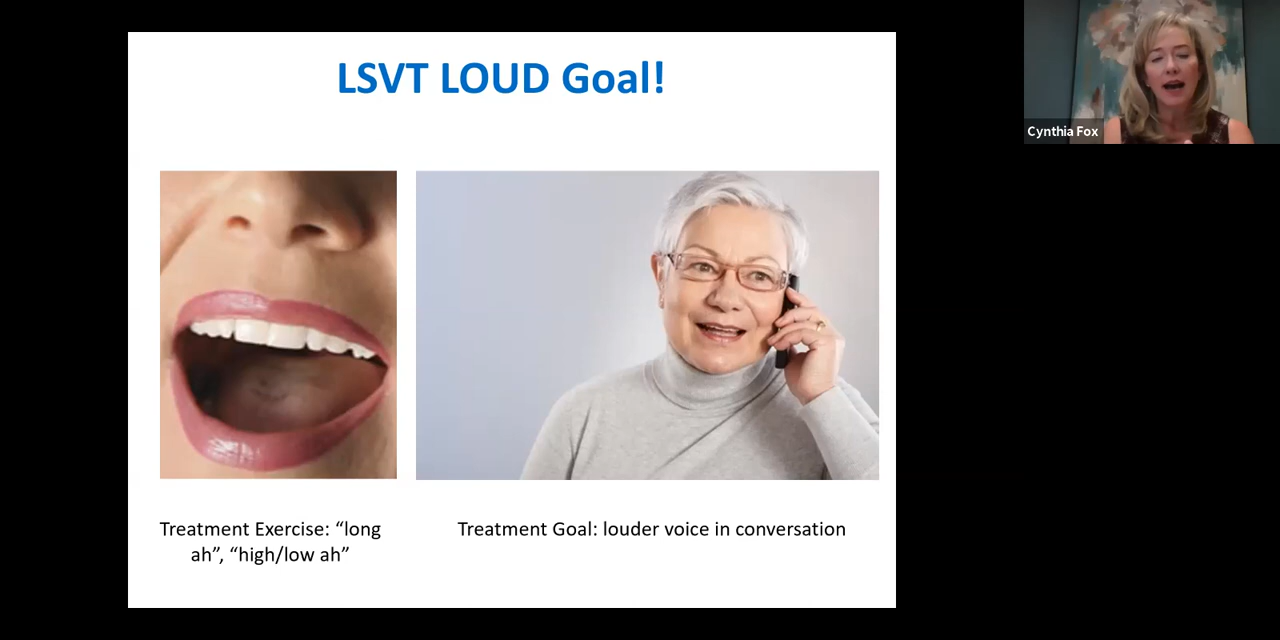 LSVT LOUD Goal!
Cynthia Fox
Treatment Exercise: “long
ah”, “high/low ah”
Treatment Goal: louder voice in conversation